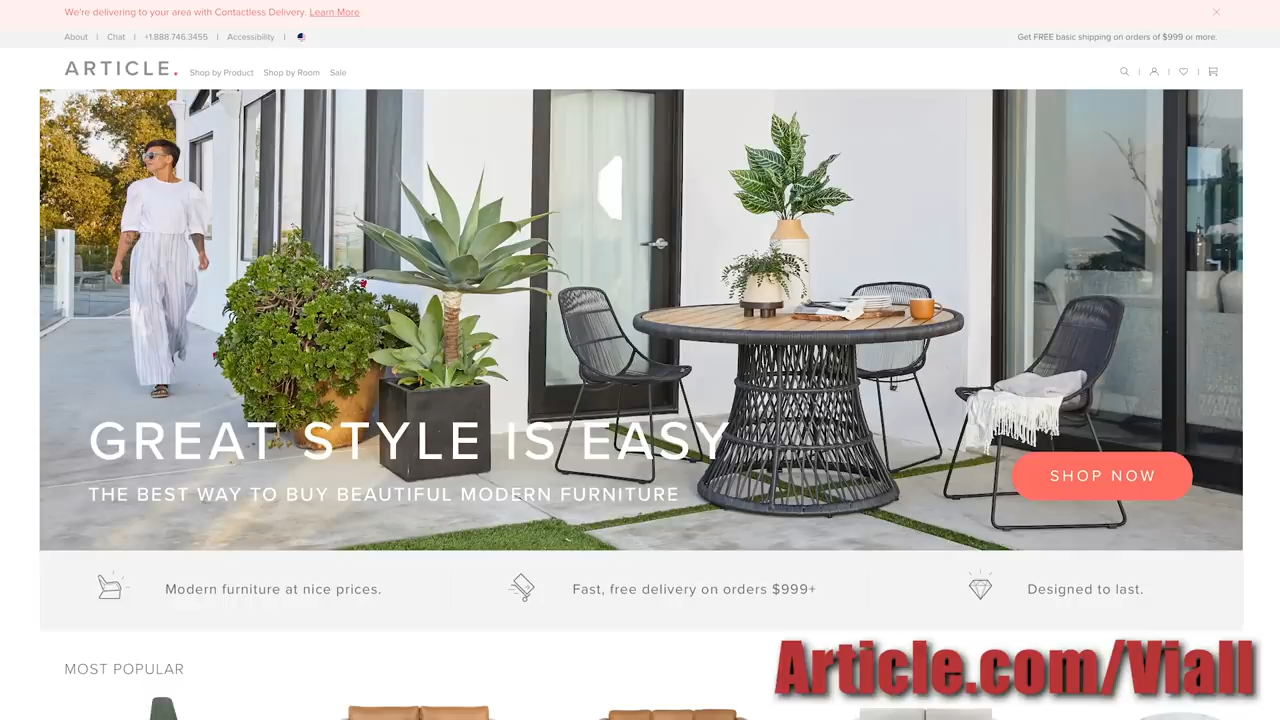 We're delivering to your area with Contactless Delivery. Learn More
About | Chat | +1.888.746.3455 | Accessibility |
Get FREE basic shipping on orders of $999 or more.
ARTICLE. Shop by Product Shop by Room Sale
GREAT STYLE IS EASY
THE BEST WAY TO BUY BEAUTIFUL MODERN FURNITURE
SHOP NOW
Modern furniture at nice prices.
Fast, free delivery on orders $999+
Designed to last.
MOST POPULAR
Article.com/Viall